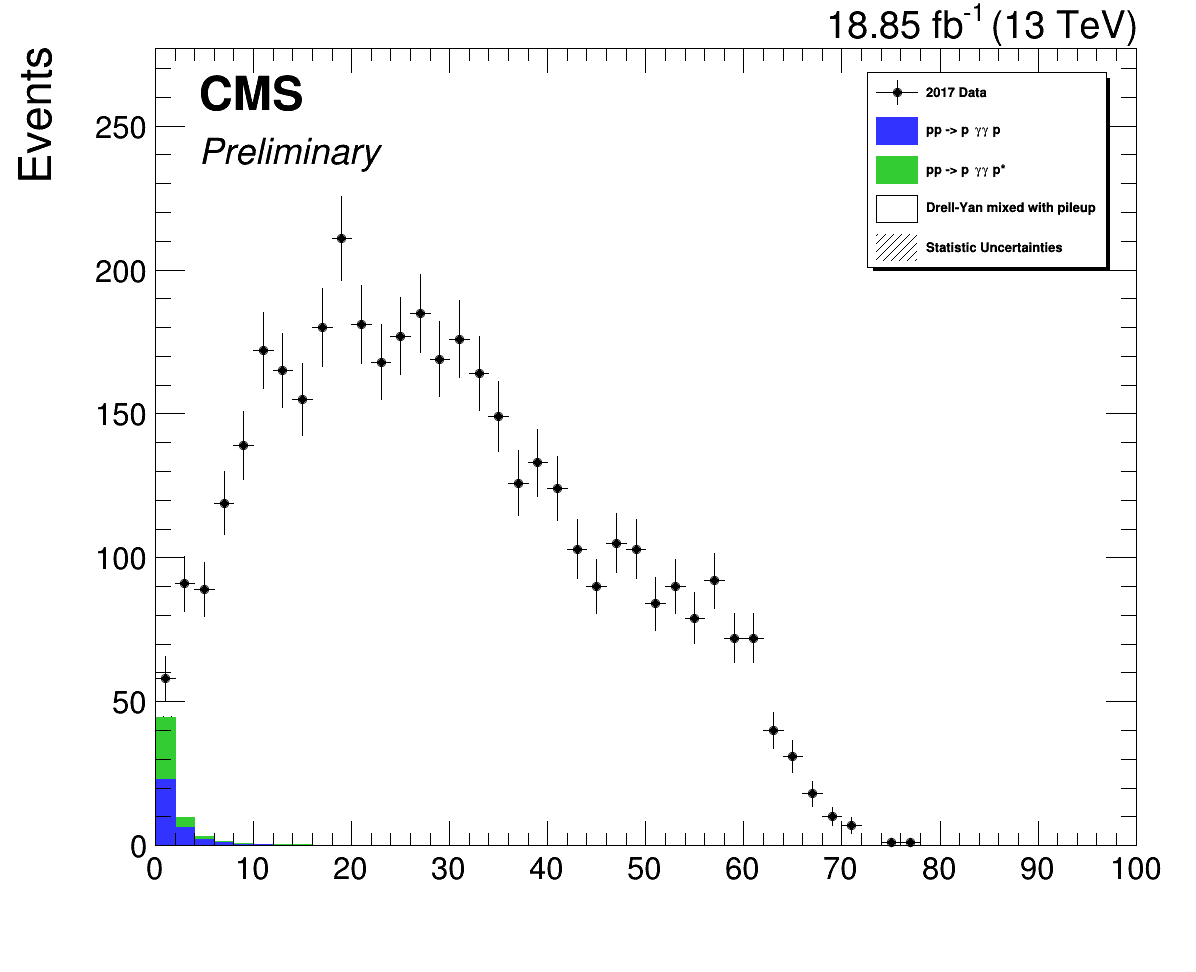 18.85 fb⁻¹ (13 TeV)
Events
CMS
Preliminary
2017 Data
pp -> p γγ p
pp -> p γγ p*
Drell-Yan mixed with pileup
Statistic Uncertainties
250
200
150
100
50
0
0 10 20 30 40 50 60 70 80 90 100